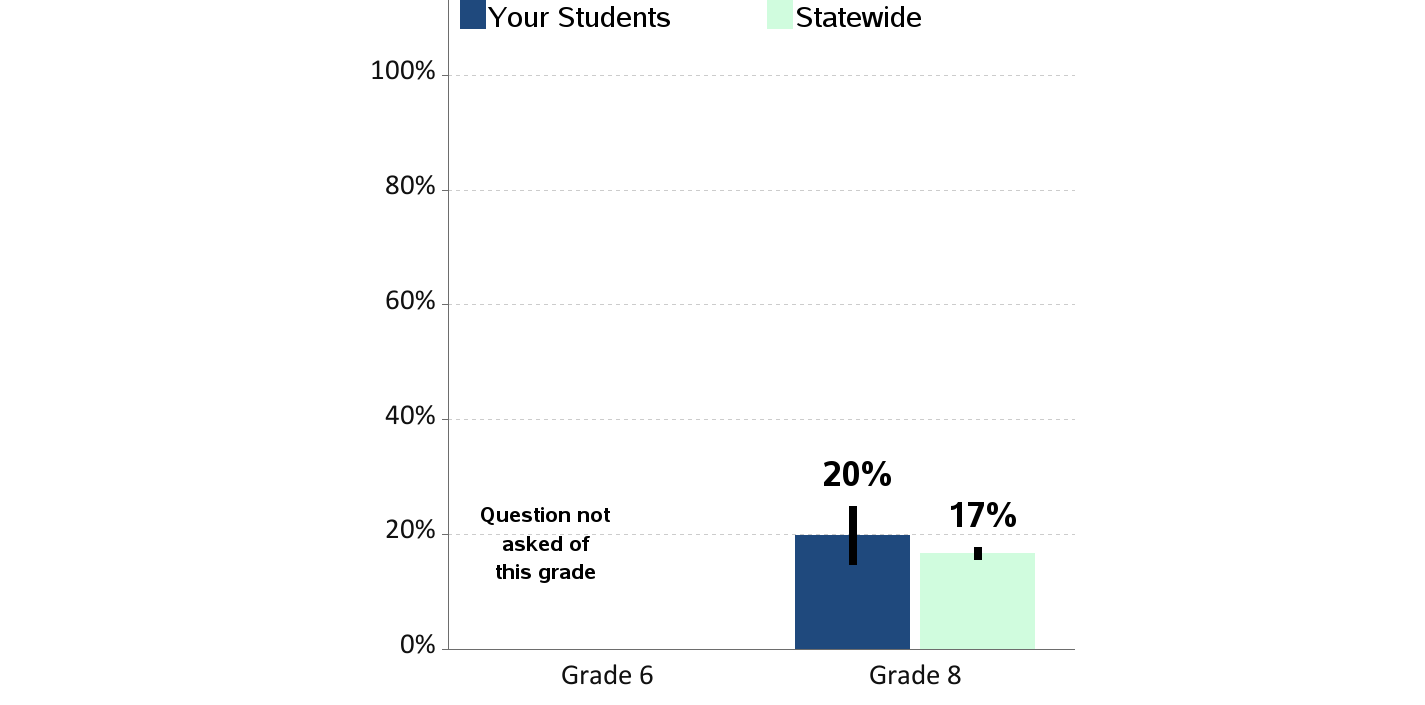 Your Students Statewide
100%
80%
60%
40%
20%
0%
20%
17%
Question not
asked of
this grade
Grade 6 Grade 8